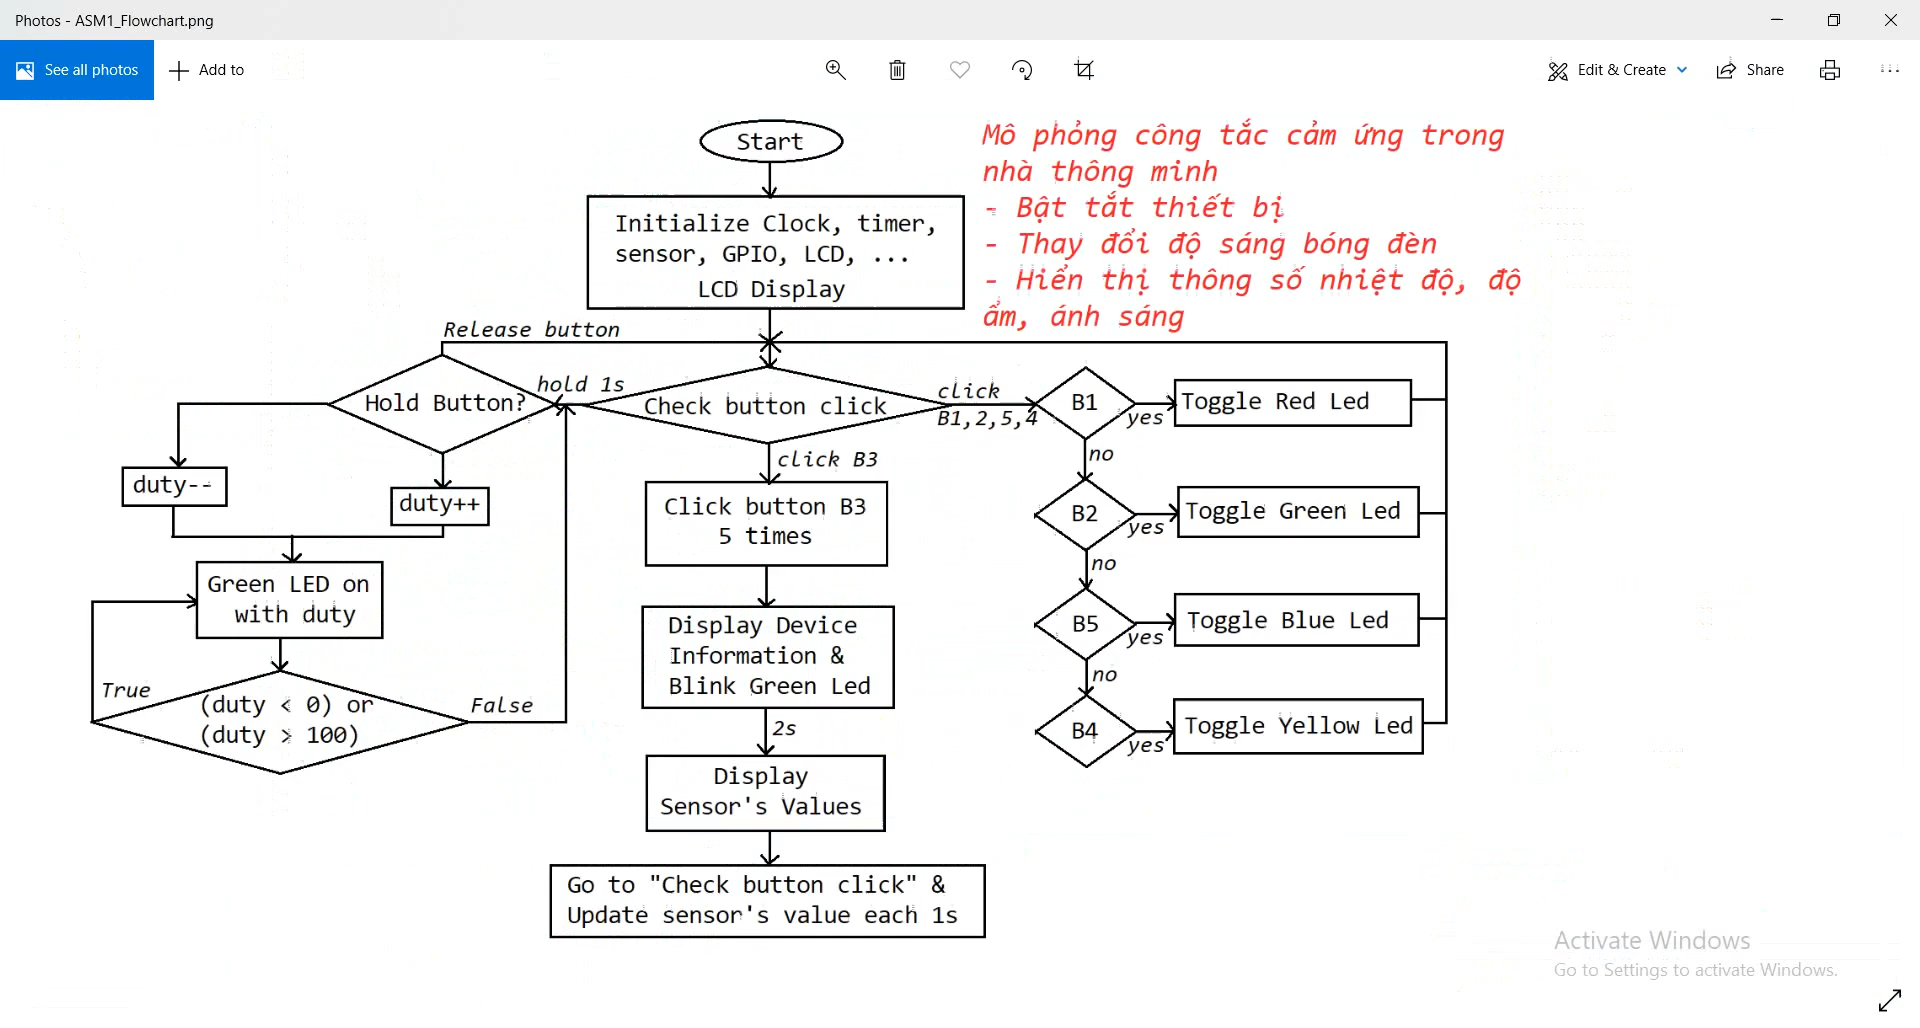 Photos - ASM1_Flowchart.png
See all photos
Add to
Edit & Create
Share
Start
Mô phỏng công tắc cảm ứng trong
nhà thông minh
- Bật tắt thiết bị
- Thay đổi độ sáng bóng đèn
- Hiển thị thông số nhiệt độ, độ
ẩm, ánh sáng
Initialize Clock, timer,
sensor, GPIO, LCD, ...
LCD Display
Release button
Hold Button?
hold 1s
Check button click
click
B1,2,5,4
B1
yes
Toggle Red Led
no
click B3
duty--
duty++
Click button B3
5 times
B2
yes
Toggle Green Led
no
Green LED on
with duty
Display Device
Information &
Blink Green Led
B5
yes
Toggle Blue Led
no
True
(duty < 0) or
(duty > 100)
False
2s
B4
yes
Toggle Yellow Led
Display
Sensor's Values
Go to "Check button click" &
Update sensor's value each 1s
Activate Windows
Go to Settings to activate Windows.